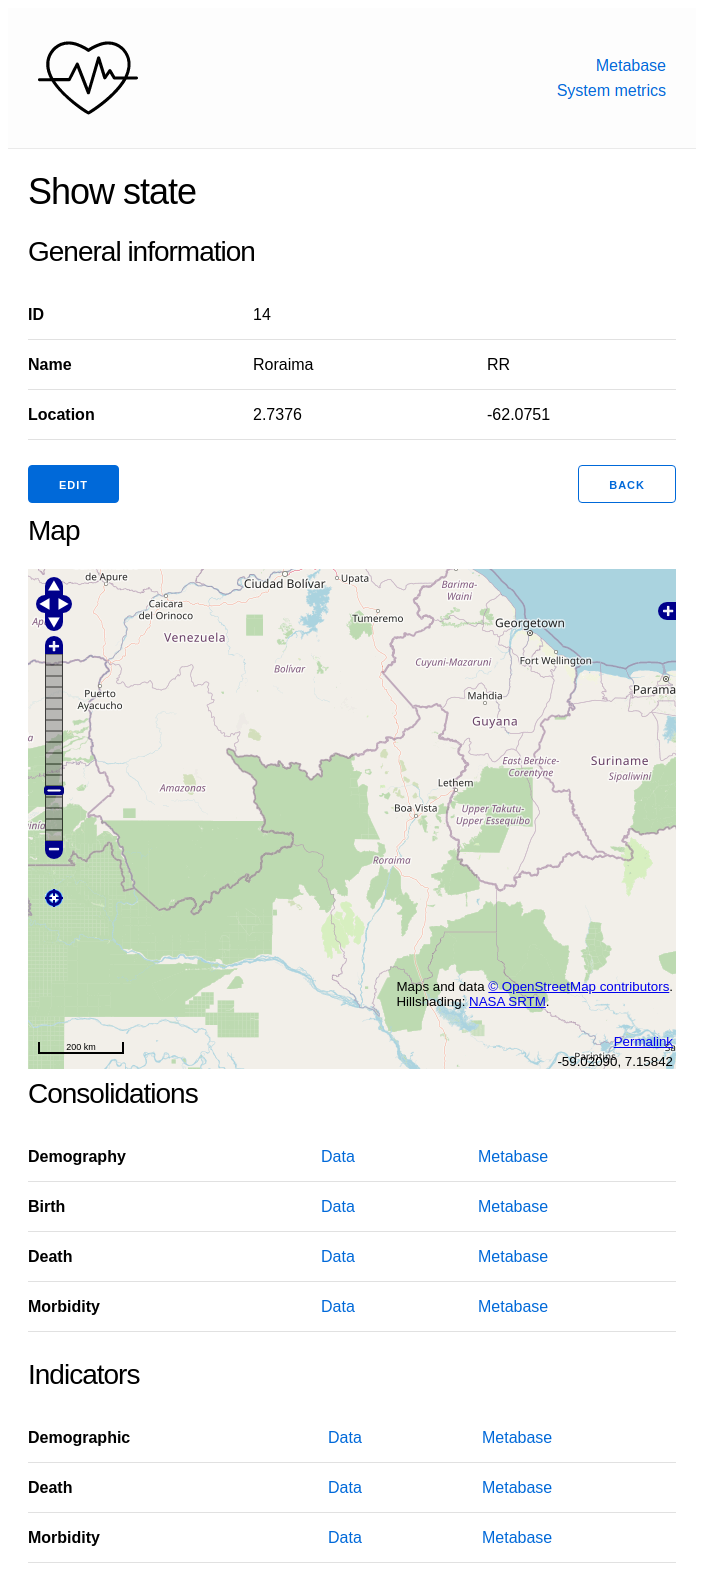 Metabase
System metrics
Show state
General information
ID 14
Name Roraima RR
Location 2.7376 -62.0751
EDIT BACK
Map
de Apure
Ciudad Bolívar
Upata
Barima-
Waini
Caicara
del Orinoco
Tumeremo
Georgetown
Venezuela
Fort Wellington
Bolívar
Cuyuni-Mazaruni
Puerto
Ayacucho
Mahdia
Parama
Guyana
East Berbice-
Corentyne
Suriname
Sipaliwini
Amazonas
Lethem
Boa Vista
Upper Takutu-
Upper Essequibo
Roraima
Maps and data © OpenStreetMap contributors.
Hillshading: NASA SRTM.
200 km
Permalink
Parintins
-59.02090, 7.15842
Consolidations
Demography Data Metabase
Birth Data Metabase
Death Data Metabase
Morbidity Data Metabase
Indicators
Demographic Data Metabase
Death Data Metabase
Morbidity Data Metabase